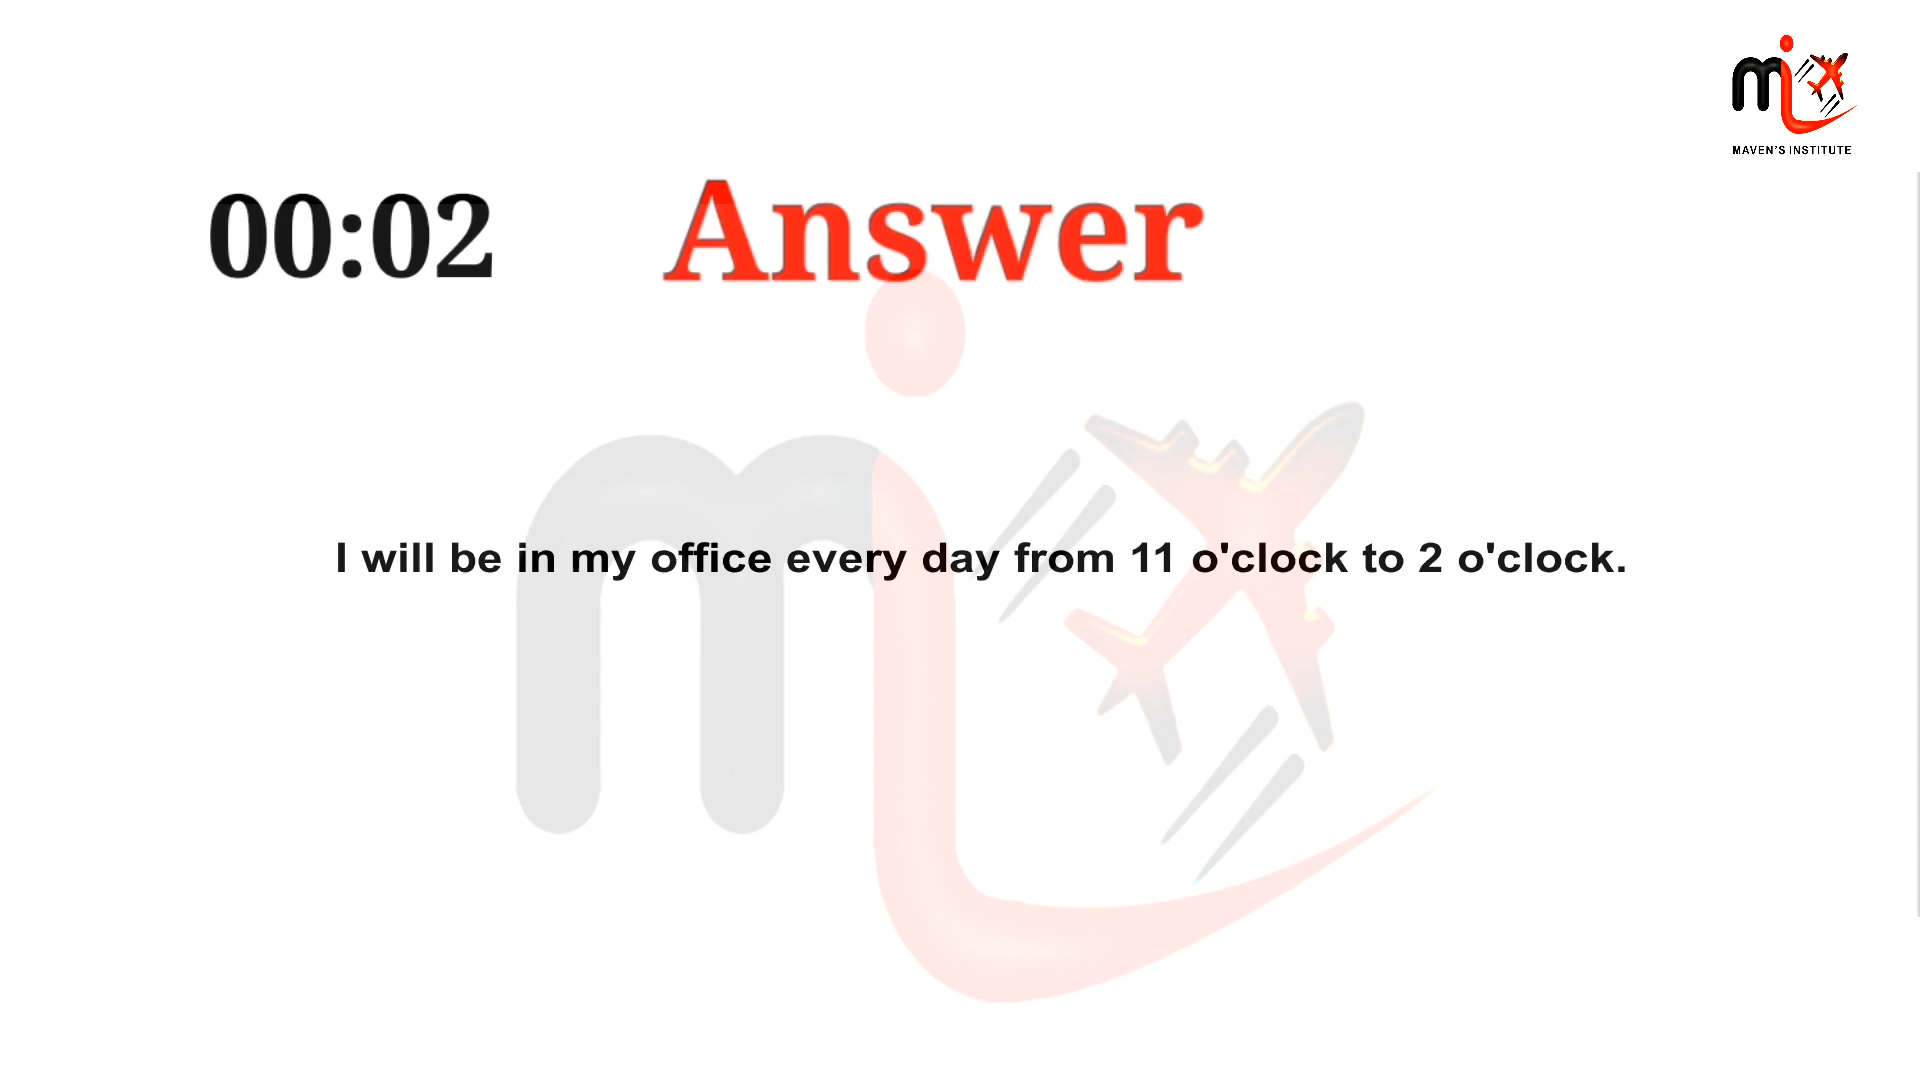 MAVEN'S INSTITUTE
00:02 Answer
I will be in my office every day from 11 o'clock to 2 o'clock.